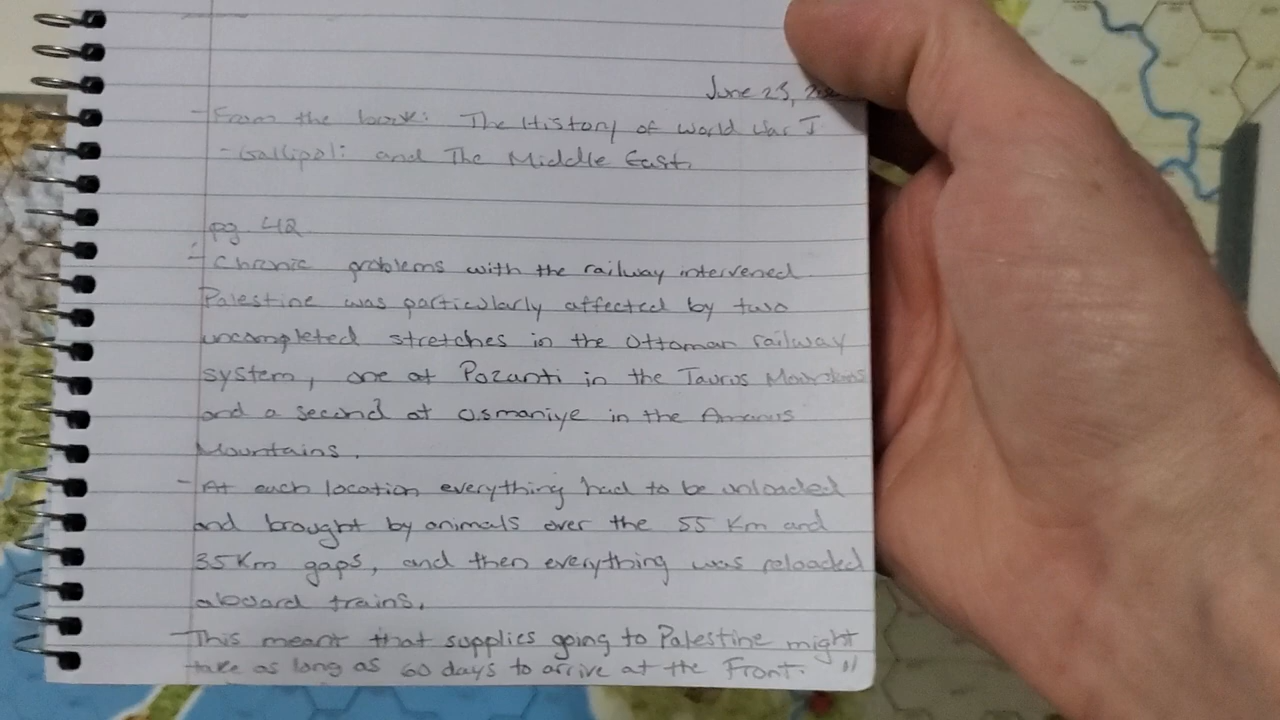 June 23,
- From the book: The History of World War I
- Gallipoli and The Middle East.
pg. 42
- Chronic problems with the railway intervened
Palestine was particularly affected by two
uncompleted stretches in the Ottoman railway
system, one at Pozanti in the Taurus Mountains
and a second at Osmaniye in the Amanus
Mountains.
- At each location everything had to be unloaded
and brought by animals over the 55 Km and
35 Km gaps, and then everything was reloaded
aboard trains.
- This meant that supplies going to Palestine might
take as long as 60 days to arrive at the Front. "